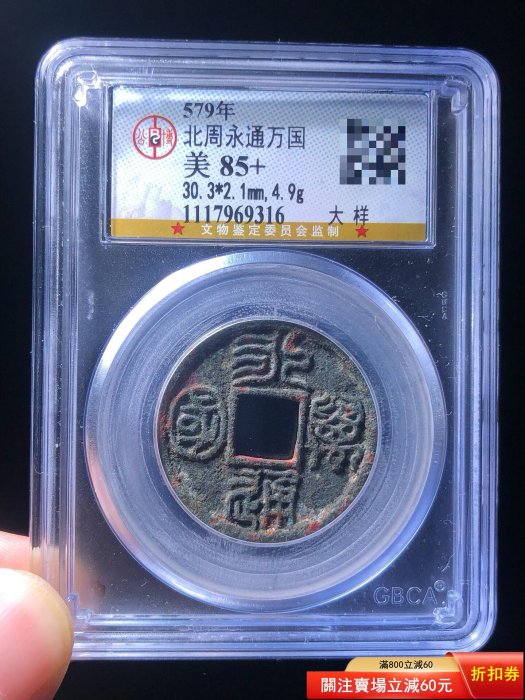 579年
北周永通万国
美 85+
30.3*2.1mm,4.9g
1117969316 大样
★ 文物鉴定委员会监制 ★
公博
永
國 萬
通
GBCA
滿800立減60
關注賣場立減60元
折扣券